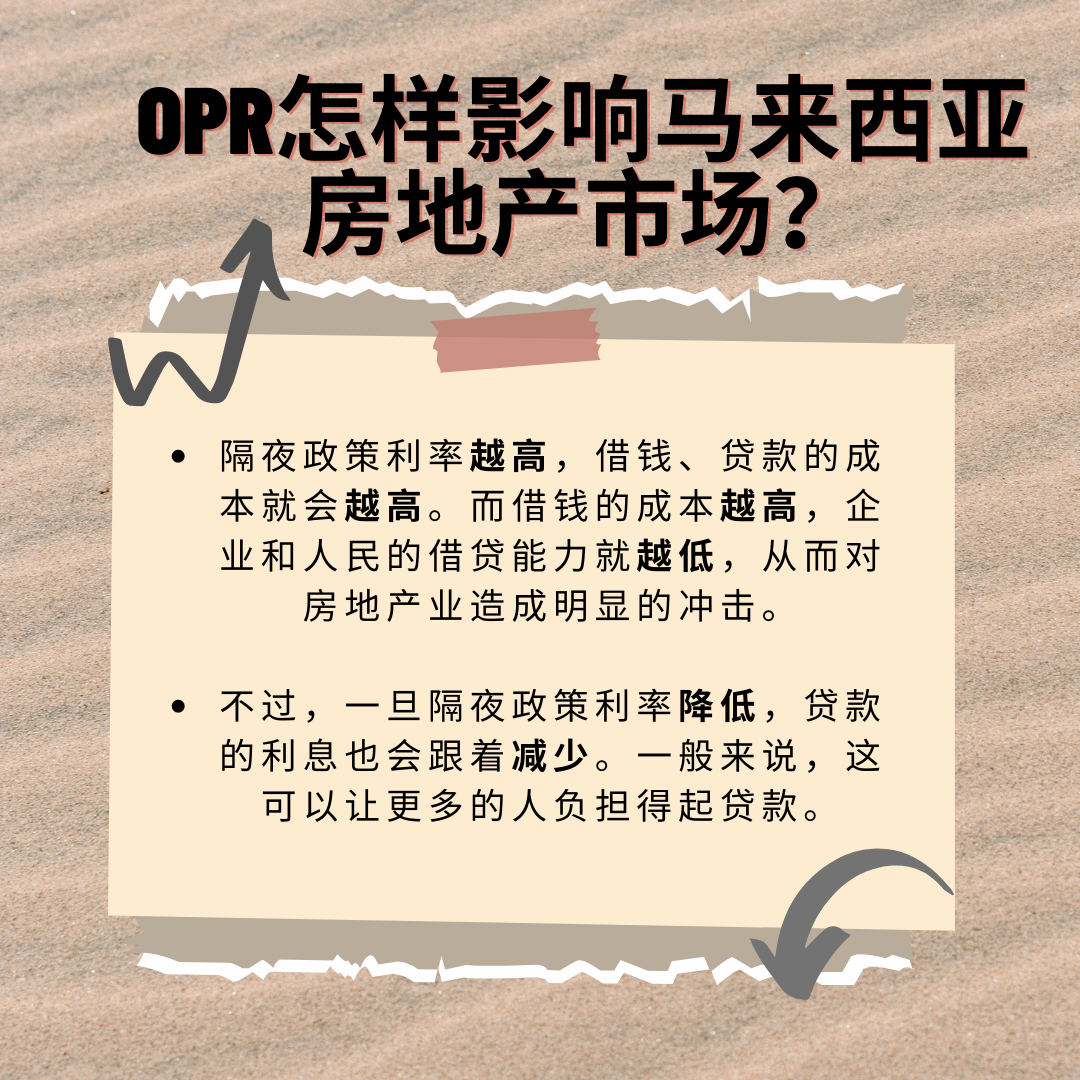 OPR怎样影响马来西亚
房地产市场？
• 隔夜政策利率越高，借钱、贷款的成
本就会越高。而借钱的成本越高，企
业和人民的借贷能力就越低，从而对
房地产业造成明显的冲击。
• 不过，一旦隔夜政策利率降低，贷款
的利息也会跟着减少。一般来说，这
可以让更多的人负担得起贷款。